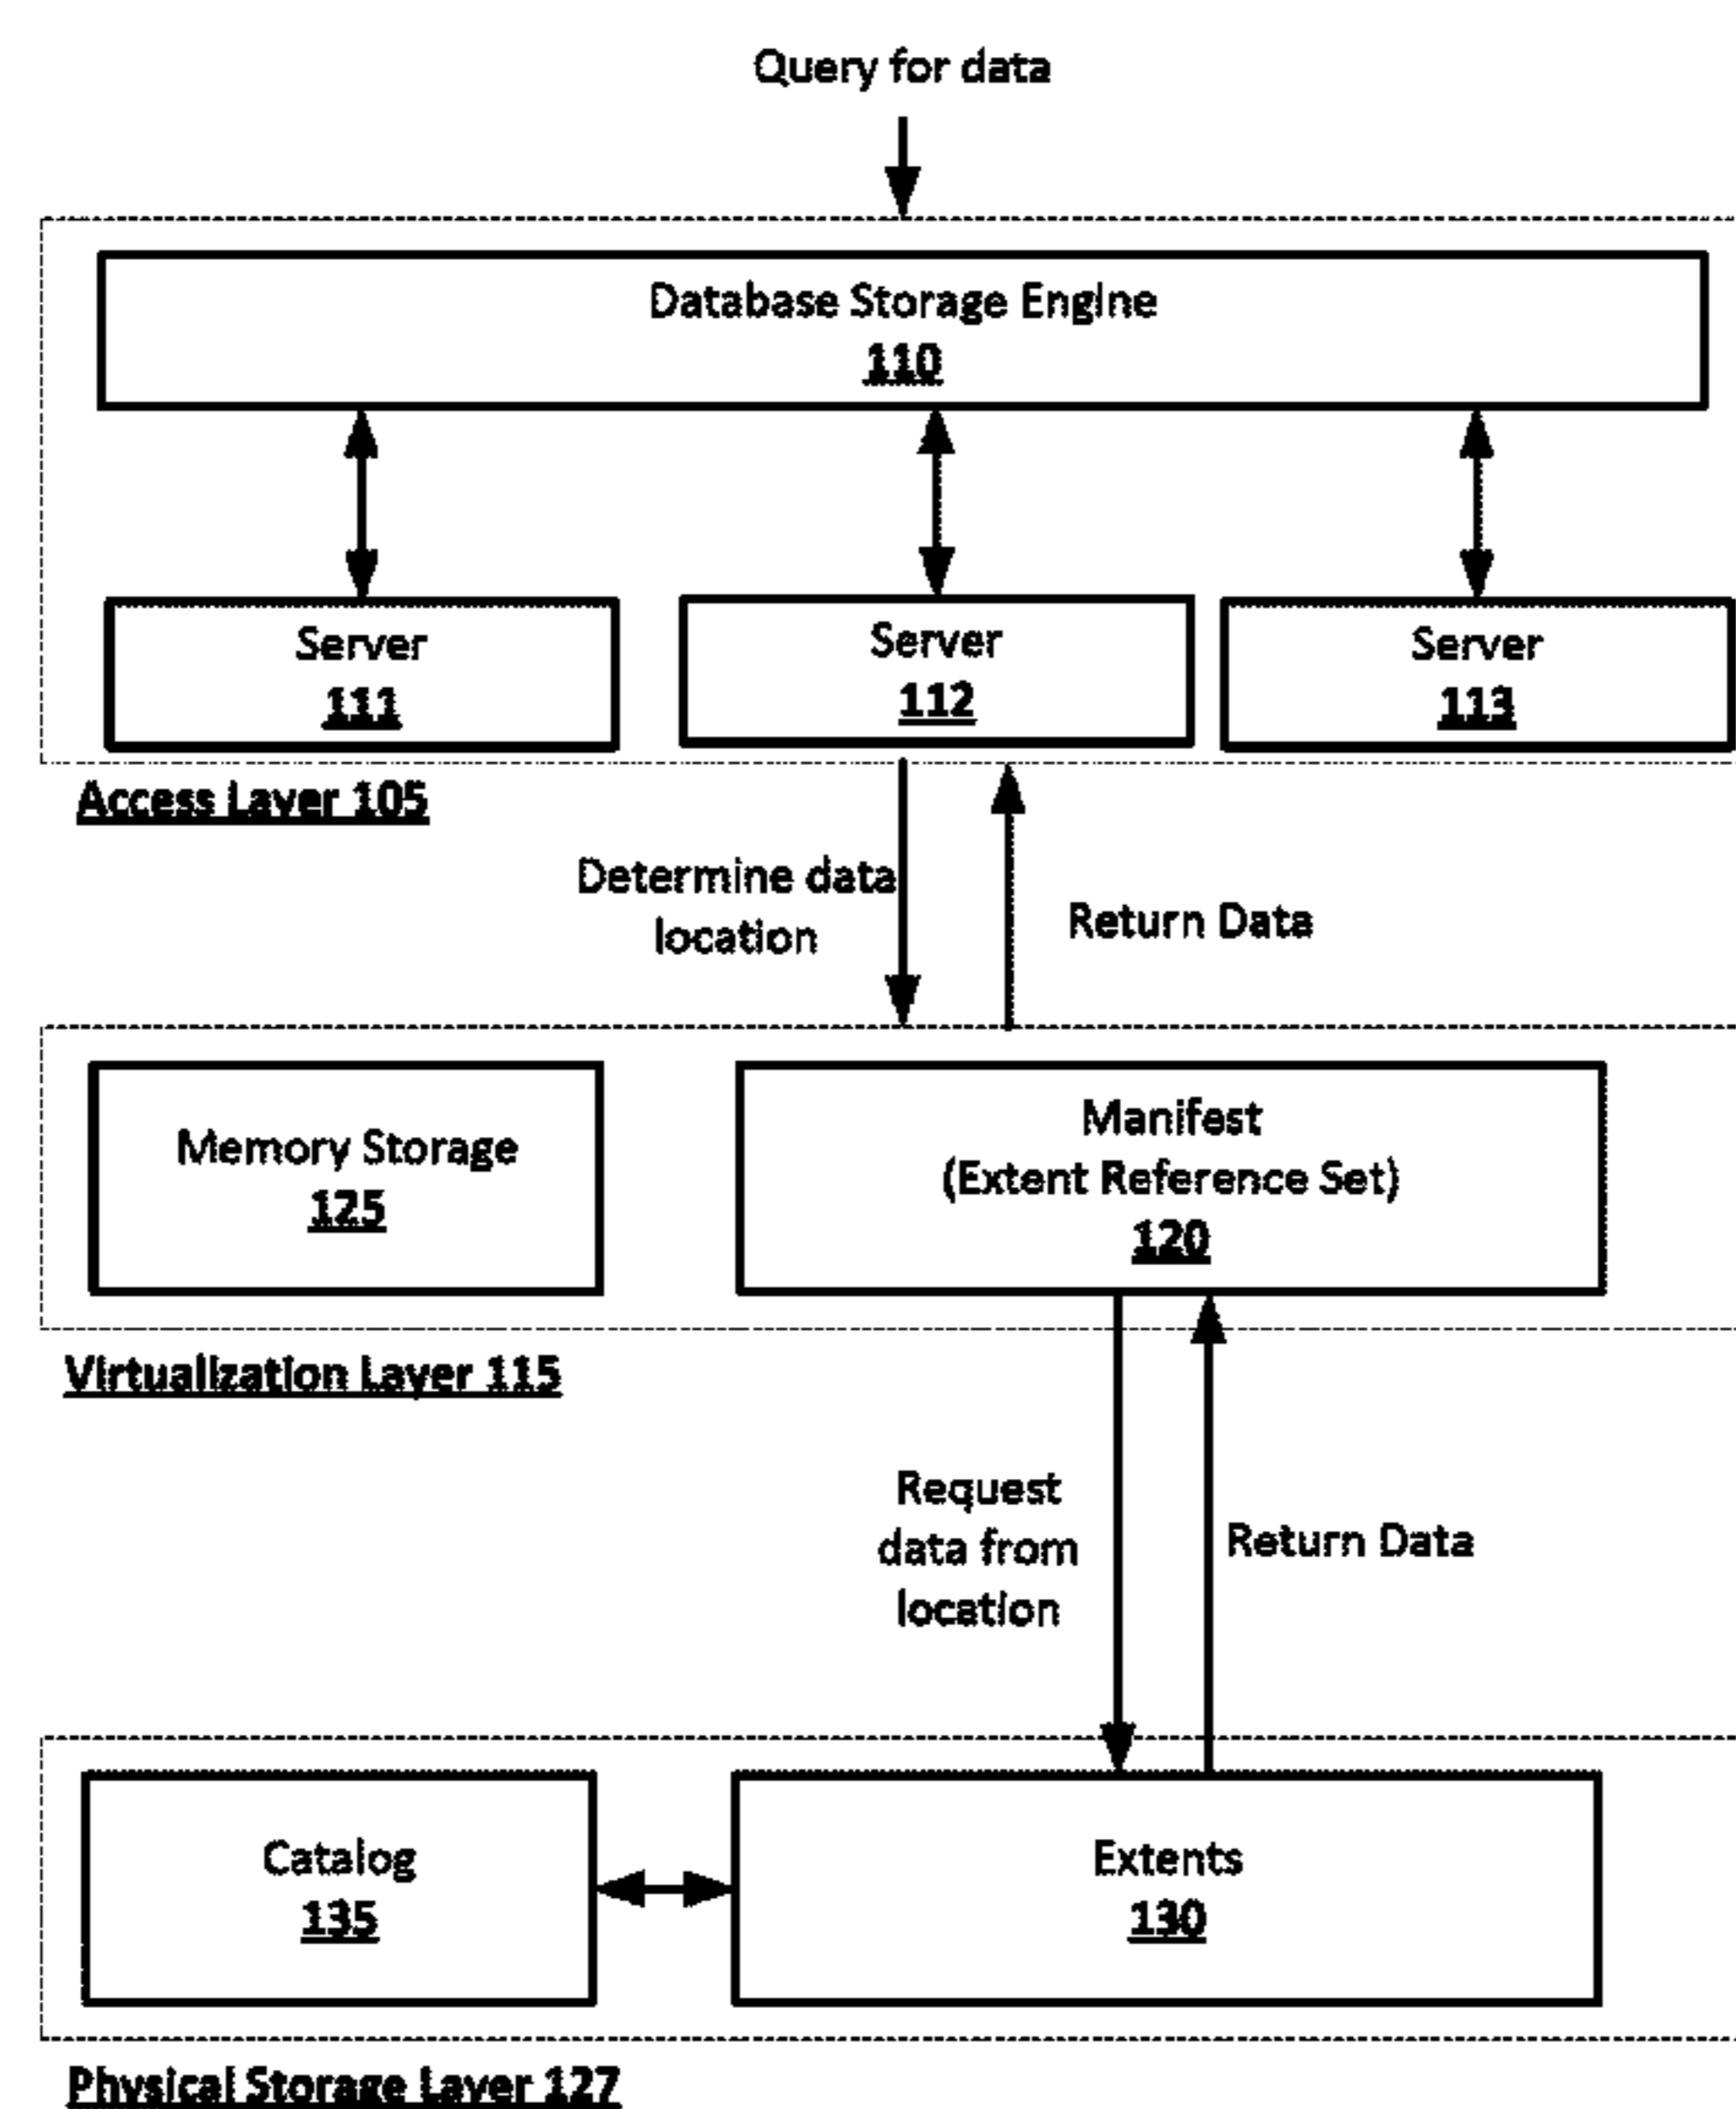 Query for data
Database Storage Engine
110
Server
111
Server
112
Server
113
Access Layer 105
Determine data
location
Return Data
Memory Storage
125
Manifest
(Extent Reference Set)
120
Virtualization Layer 115
Request
data from
location
Return Data
Catalog
135
Extents
130
Physical Storage Layer 127